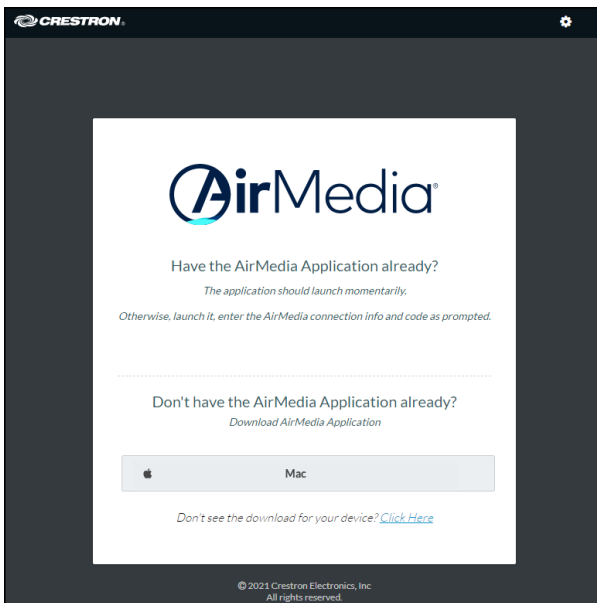 CRESTRON®
AirMedia®
Have the AirMedia Application already?
The application should launch momentarily.
Otherwise, launch it, enter the AirMedia connection info and code as prompted.
Don't have the AirMedia Application already?
Download AirMedia Application
Mac
Don't see the download for your device? Click Here
© 2021 Crestron Electronics, Inc
All rights reserved.